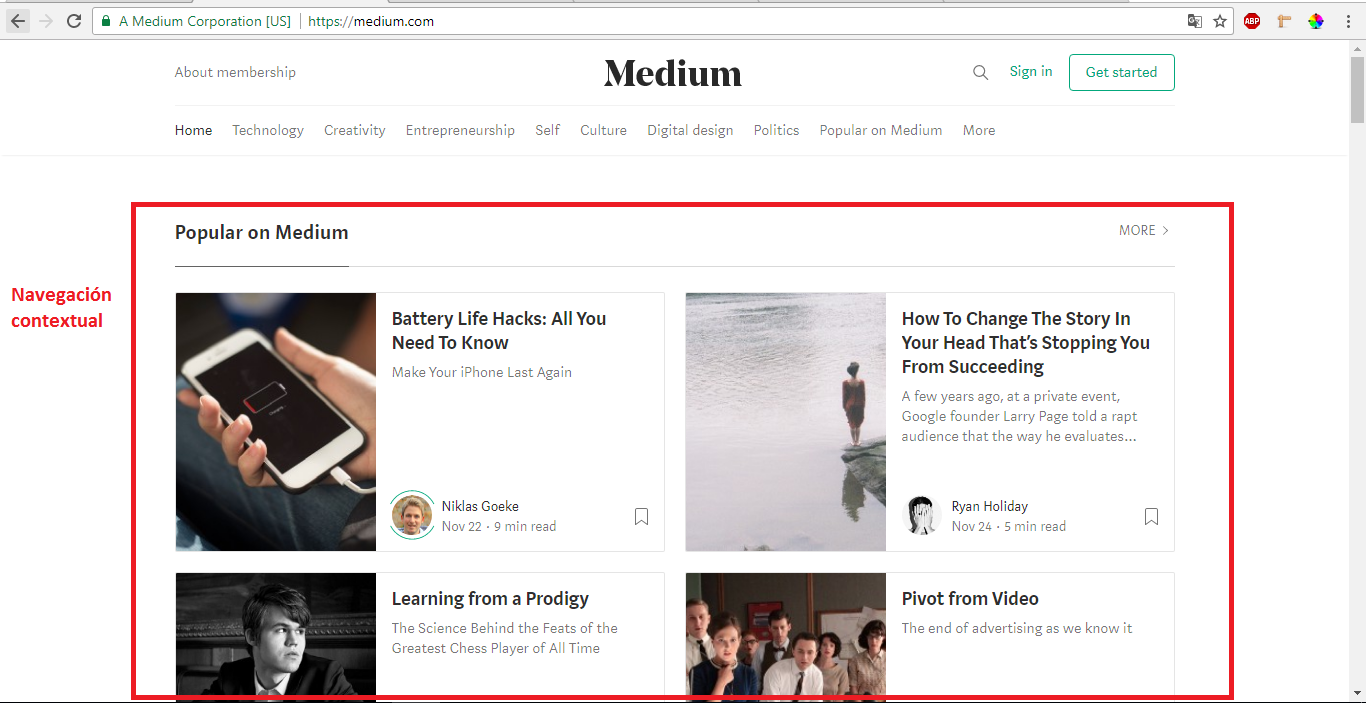 A Medium Corporation [US] https://medium.com
ABP
About membership
Medium
Sign in
Get started
Home Technology Creativity Entrepreneurship Self Culture Digital design Politics Popular on Medium More
Navegación
contextual
Popular on Medium
MORE >
Battery Life Hacks: All You
Need To Know
Make Your iPhone Last Again
Niklas Goeke
Nov 22 · 9 min read
How To Change The Story In
Your Head That's Stopping You
From Succeeding
A few years ago, at a private event,
Google founder Larry Page told a rapt
audience that the way he evaluates...
Ryan Holiday
Nov 24 · 5 min read
Learning from a Prodigy
The Science Behind the Feats of the
Greatest Chess Player of All Time
Pivot from Video
The end of advertising as we know it